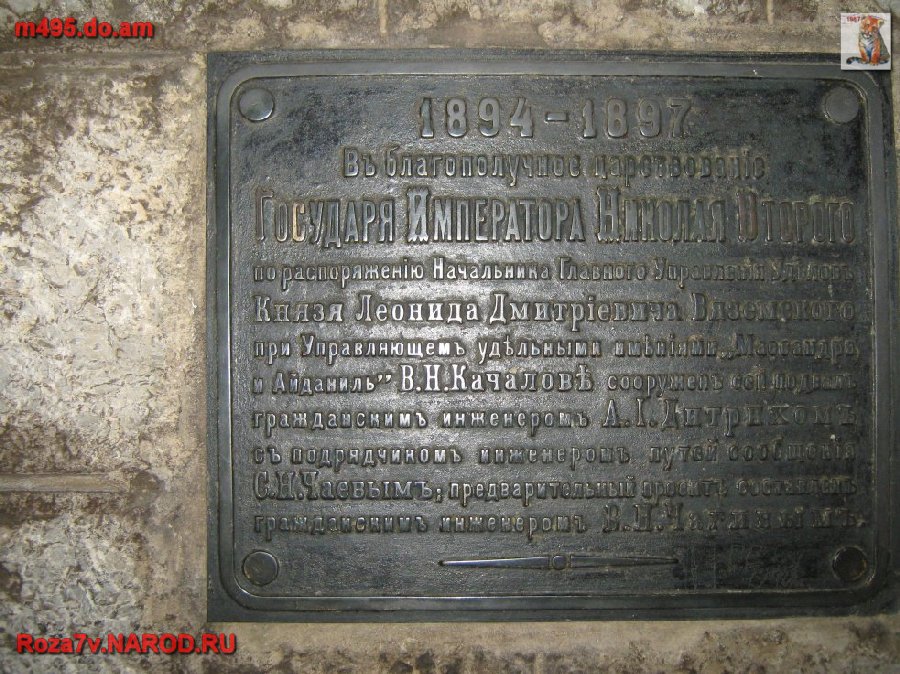 m495.do.am
1987
1894-1897
Въ благополучное царствованіе
Государя Императора Николая Второго
по распоряженію Начальника Главного Управленія Удѣловъ
Князя Леонида Дмитріевича Вяземского
при Управляющемъ удѣльными имѣніями „Массандра
и Айданиль” В.Н.Качаловѣ сооруженъ сей подвалъ
гражданскимъ инженеромъ А.І.Дитрихомъ
съ подрядчикомъ инженеромъ путей сообщенія
С.Н.Чаевымъ; предварительный проектъ составленъ
гражданскимъ инженеромъ В.Н.Чагинымъ
Roza7v.NAROD.RU